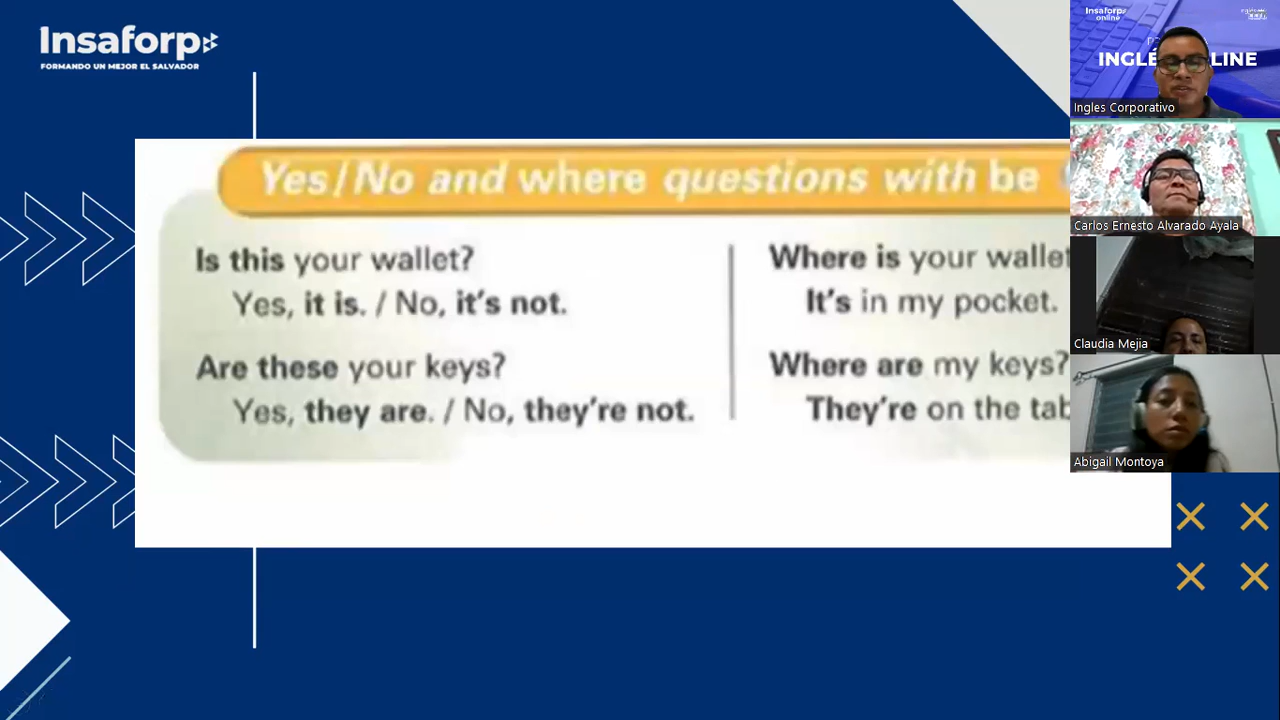 Insaforp
FORMANDO UN MEJOR EL SALVADOR
Yes/No and where questions with be
Is this your wallet?
Yes, it is. / No, it's not.
Are these your keys?
Yes, they are. / No, they're not.
Where is your wallet
It's in my pocket.
Where are my keys?
They're on the tab
Insaforp
online
INGLÉ LINE
Ingles Corporativo
Carlos Ernesto Alvarado Ayala
Claudia Mejia
Abigail Montoya